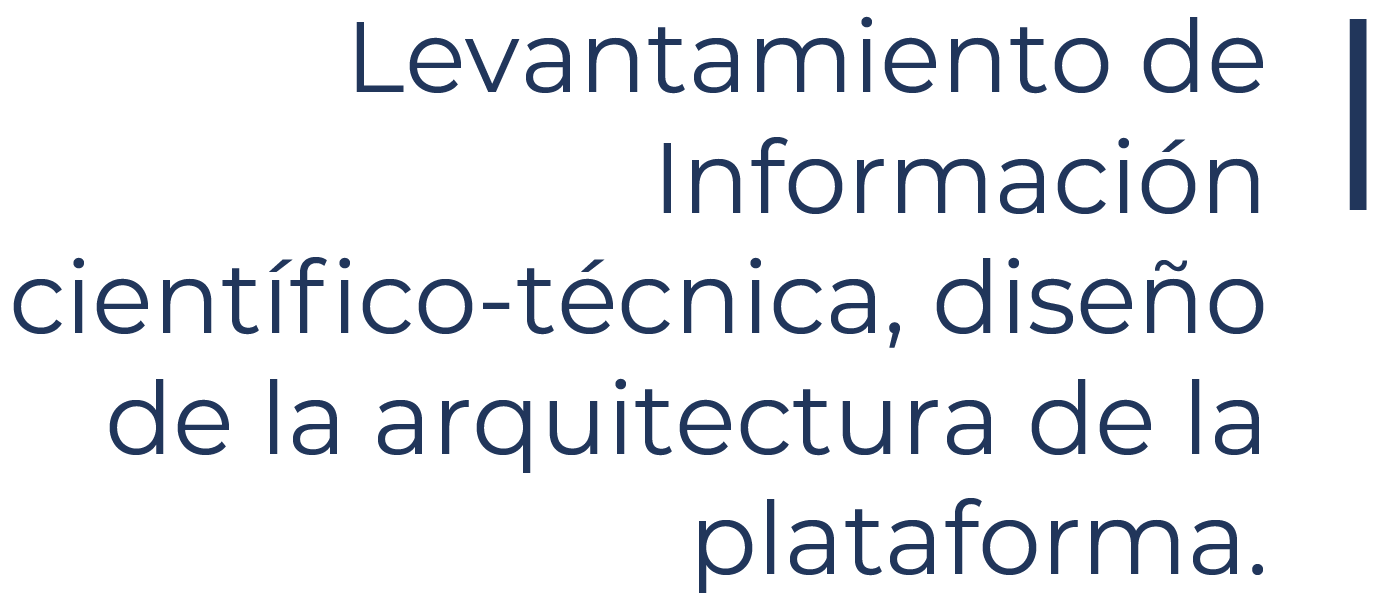 Levantamiento de
Información
científico-técnica, diseño
de la arquitectura de la
plataforma.